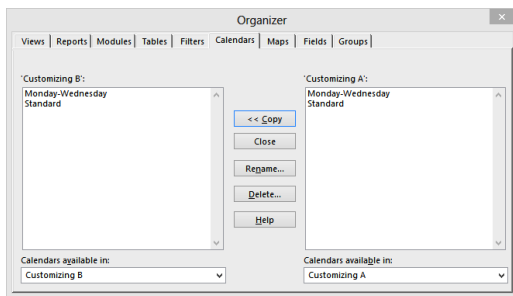 Organizer
Views Reports Modules Tables Filters Calendars Maps Fields Groups
'Customizing B':
Monday-Wednesday
Standard
<< Copy
Close
Rename...
Delete...
Help
'Customizing A':
Monday-Wednesday
Standard
Calendars available in:
Customizing B
Calendars available in:
Customizing A